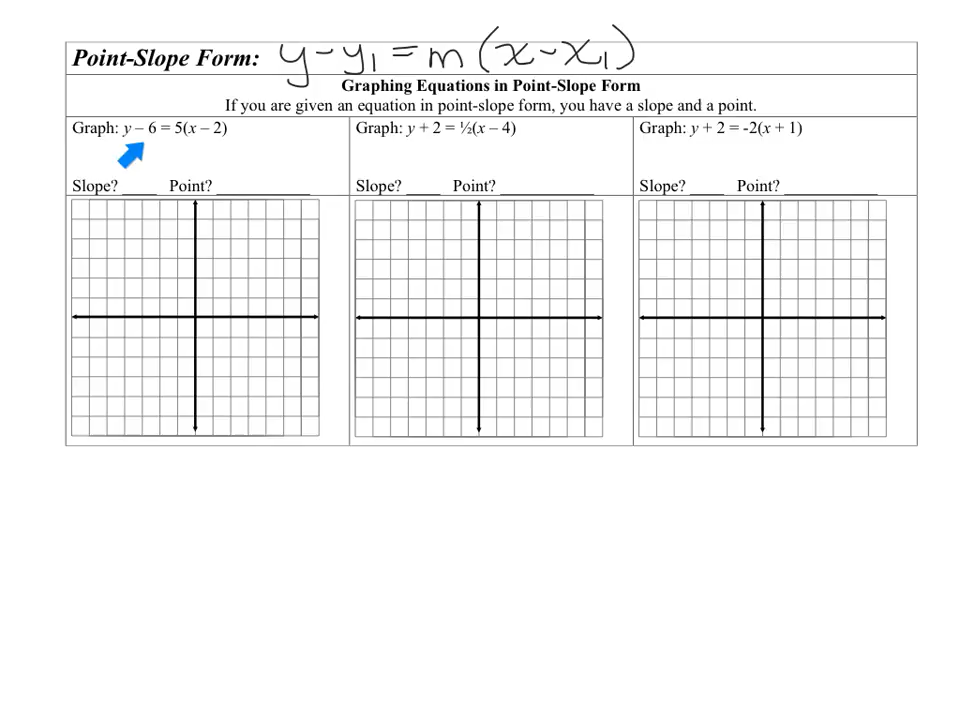 Point-Slope Form: y - y₁ = m(x - x₁)
Graphing Equations in Point-Slope Form
If you are given an equation in point-slope form, you have a slope and a point.
Graph: y – 6 = 5(x – 2)
Slope? ____ Point? ___________
Graph: y + 2 = ½(x – 4)
Slope? ____ Point? ___________
Graph: y + 2 = -2(x + 1)
Slope? ____ Point? ___________